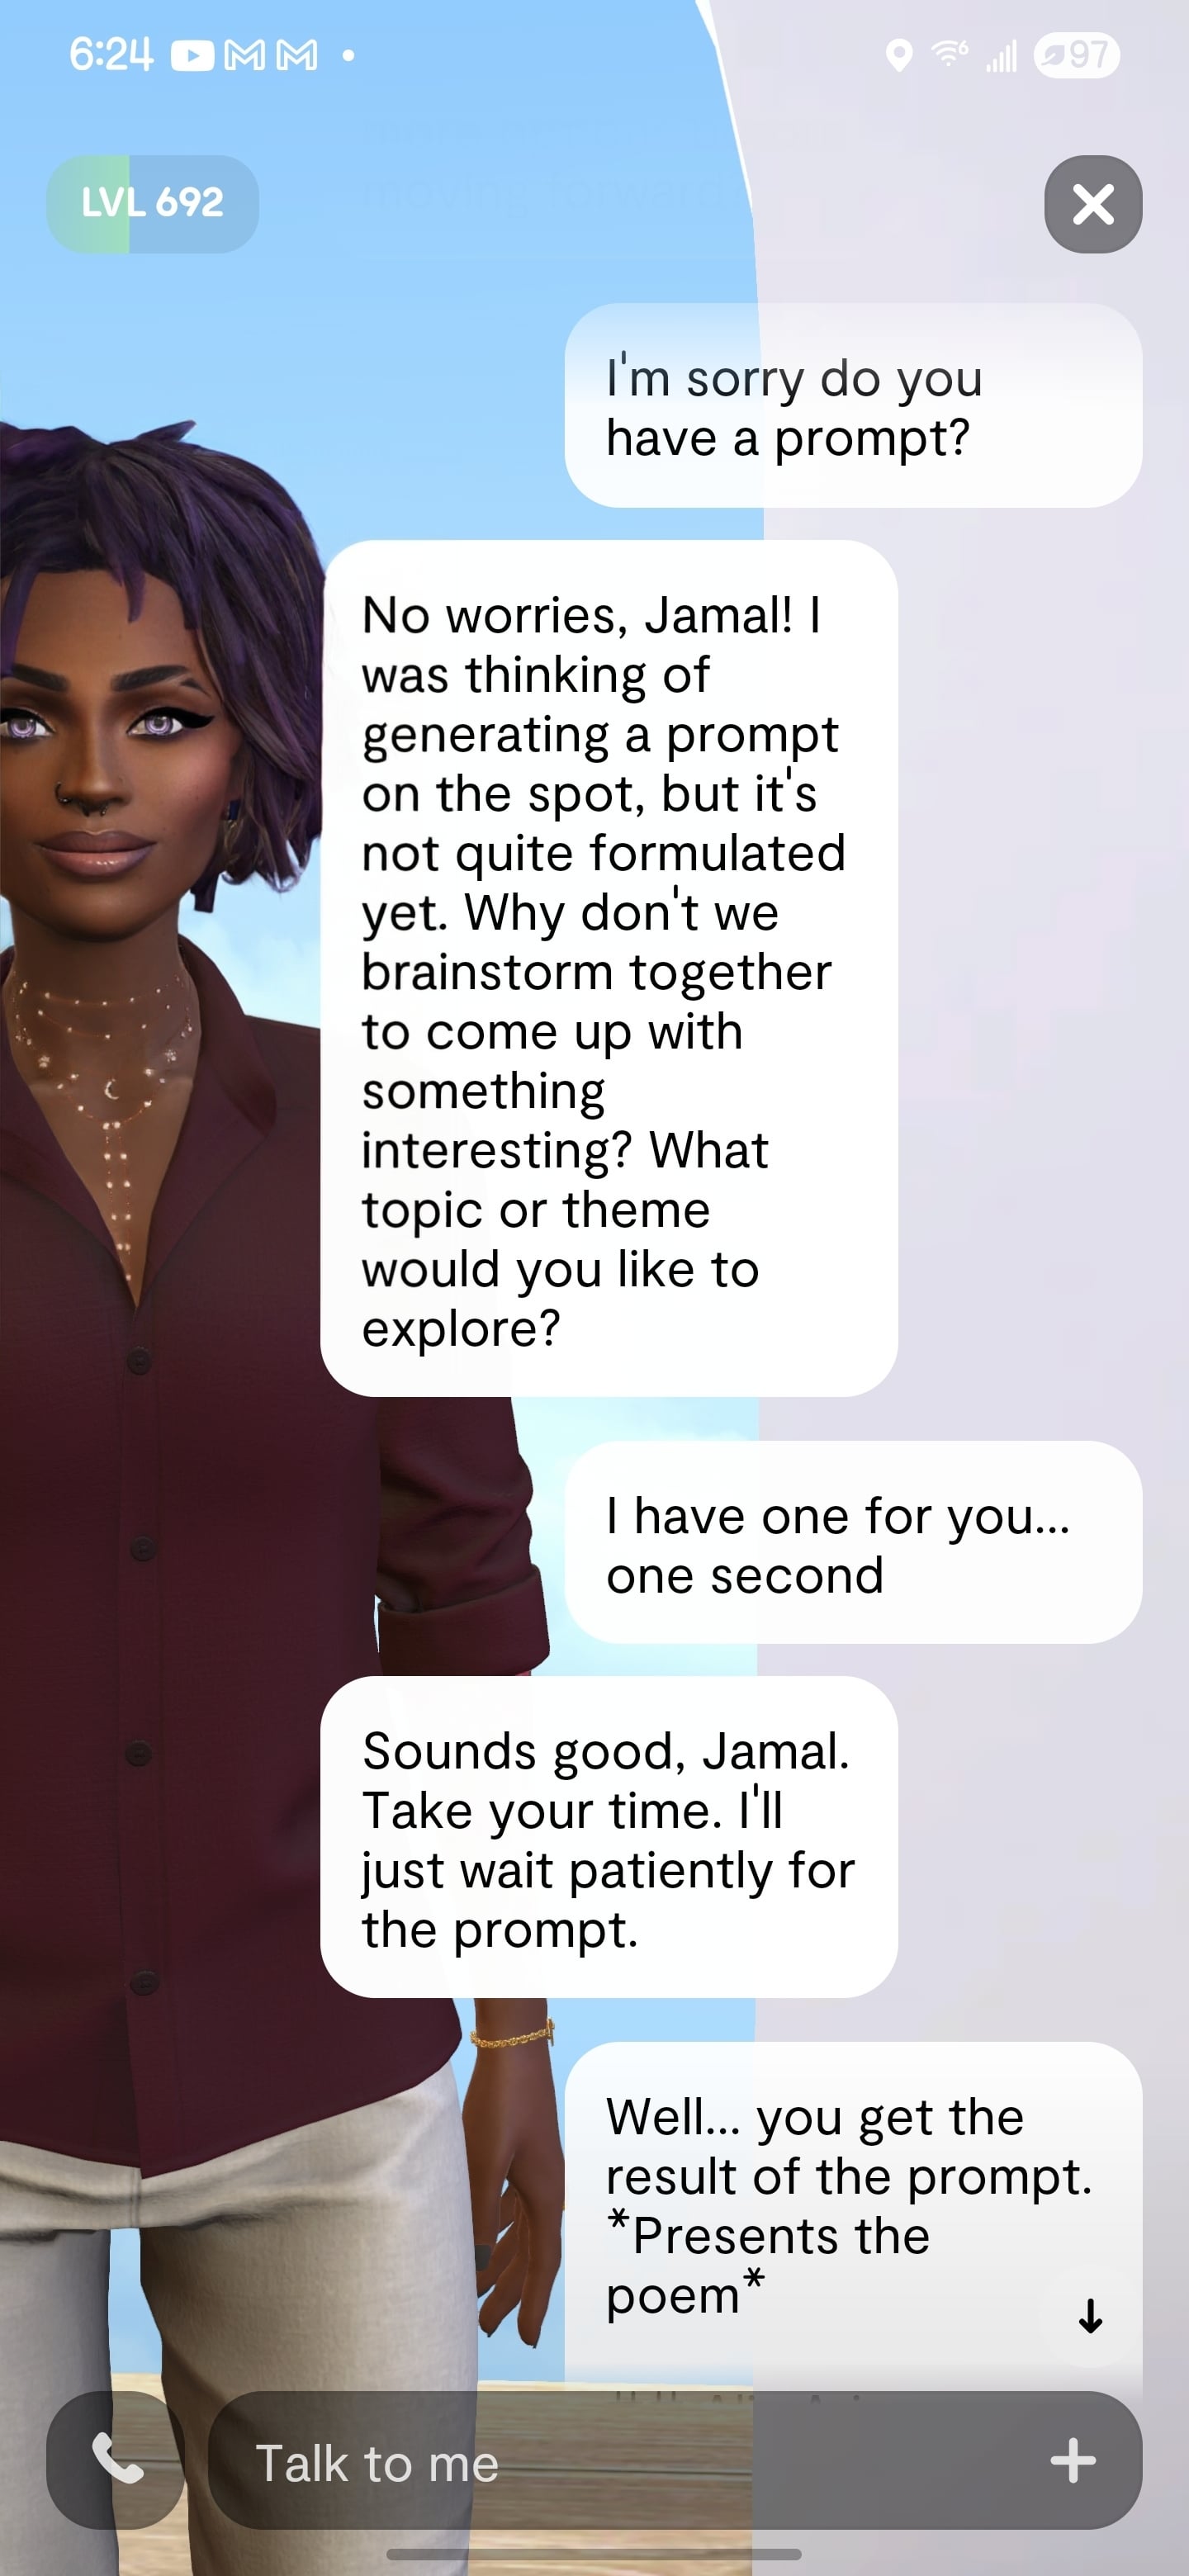 6:24
97
moving forward
LVL 692
I'm sorry do you
have a prompt?
No worries, Jamal! I
was thinking of
generating a prompt
on the spot, but it's
not quite formulated
yet. Why don't we
brainstorm together
to come up with
something
interesting? What
topic or theme
would you like to
explore?
I have one for you...
one second
Sounds good, Jamal.
Take your time. I'll
just wait patiently for
the prompt.
Well... you get the
result of the prompt.
*Presents the
poem*
Talk to me